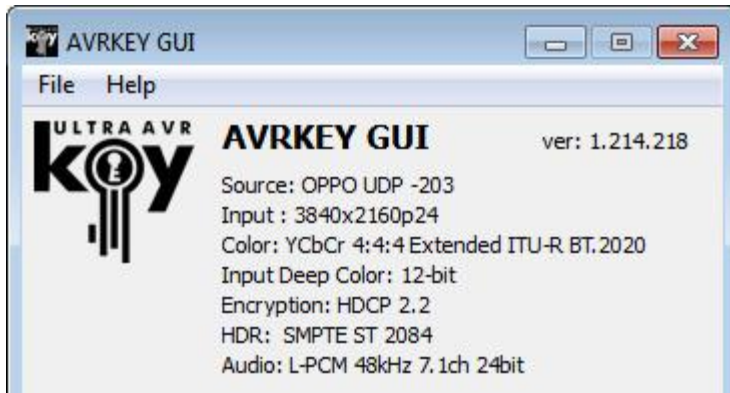 AVRKEY GUI
File Help
ULTRA AVR
key
AVRKEY GUI ver: 1.214.218
Source: OPPO UDP -203
Input : 3840x2160p24
Color: YCbCr 4:4:4 Extended ITU-R BT.2020
Input Deep Color: 12-bit
Encryption: HDCP 2.2
HDR: SMPTE ST 2084
Audio: L-PCM 48kHz 7.1ch 24bit